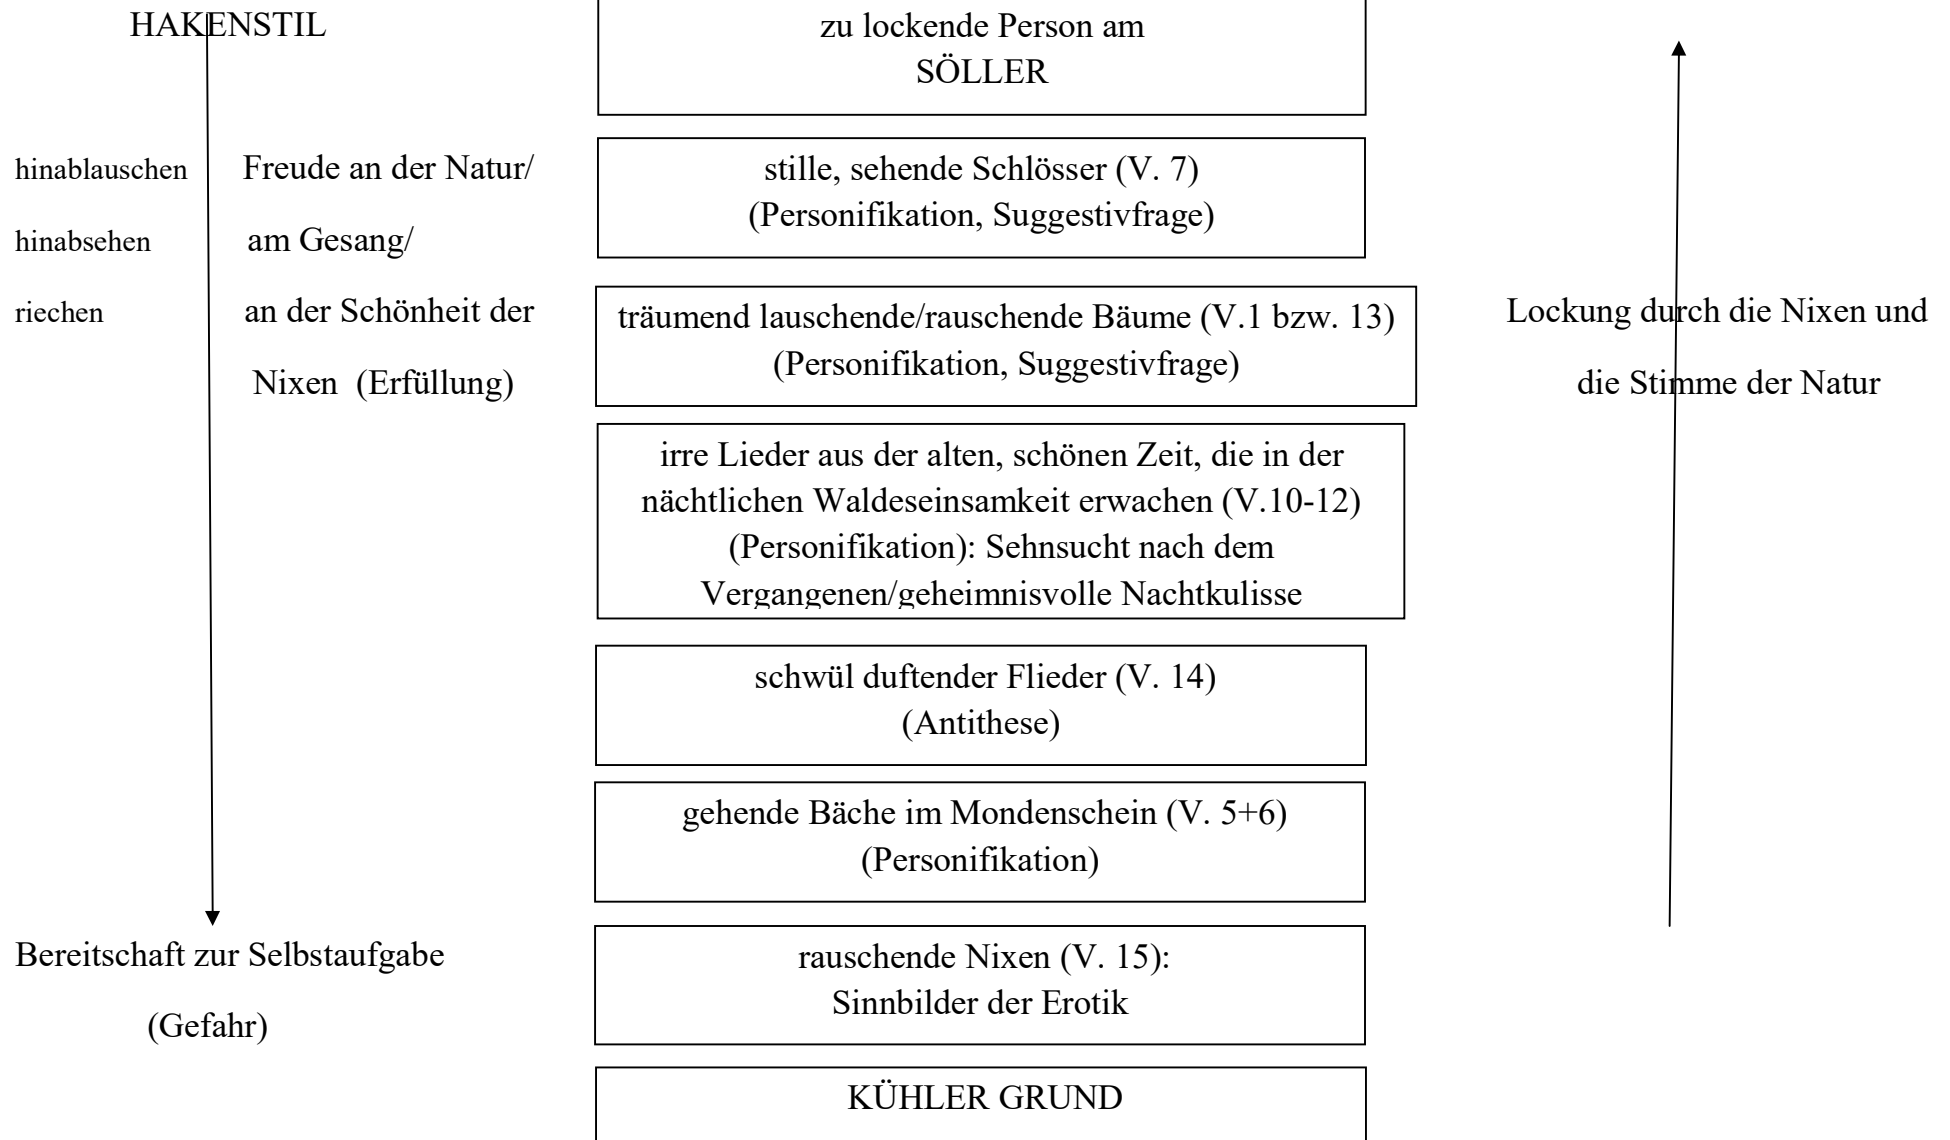 HAKENSTIL
zu lockende Person am
SÖLLER
hinablauschen
Freude an der Natur/
stille, sehende Schlösser (V. 7)
(Personifikation, Suggestivfrage)
hinabsehen
am Gesang/
riechen
an der Schönheit der
träumend lauschende/rauschende Bäume (V.1 bzw. 13)
(Personifikation, Suggestivfrage)
Lockung durch die Nixen und
Nixen (Erfüllung)
die Stimme der Natur
irre Lieder aus der alten, schönen Zeit, die in der
nächtlichen Waldeseinsamkeit erwachen (V.10-12)
(Personifikation): Sehnsucht nach dem
Vergangenen/geheimnisvolle Nachtkulisse
schwül duftender Flieder (V. 14)
(Antithese)
gehende Bäche im Mondenschein (V. 5+6)
(Personifikation)
Bereitschaft zur Selbstaufgabe
(Gefahr)
rauschende Nixen (V. 15):
Sinnbilder der Erotik
KÜHLER GRUND